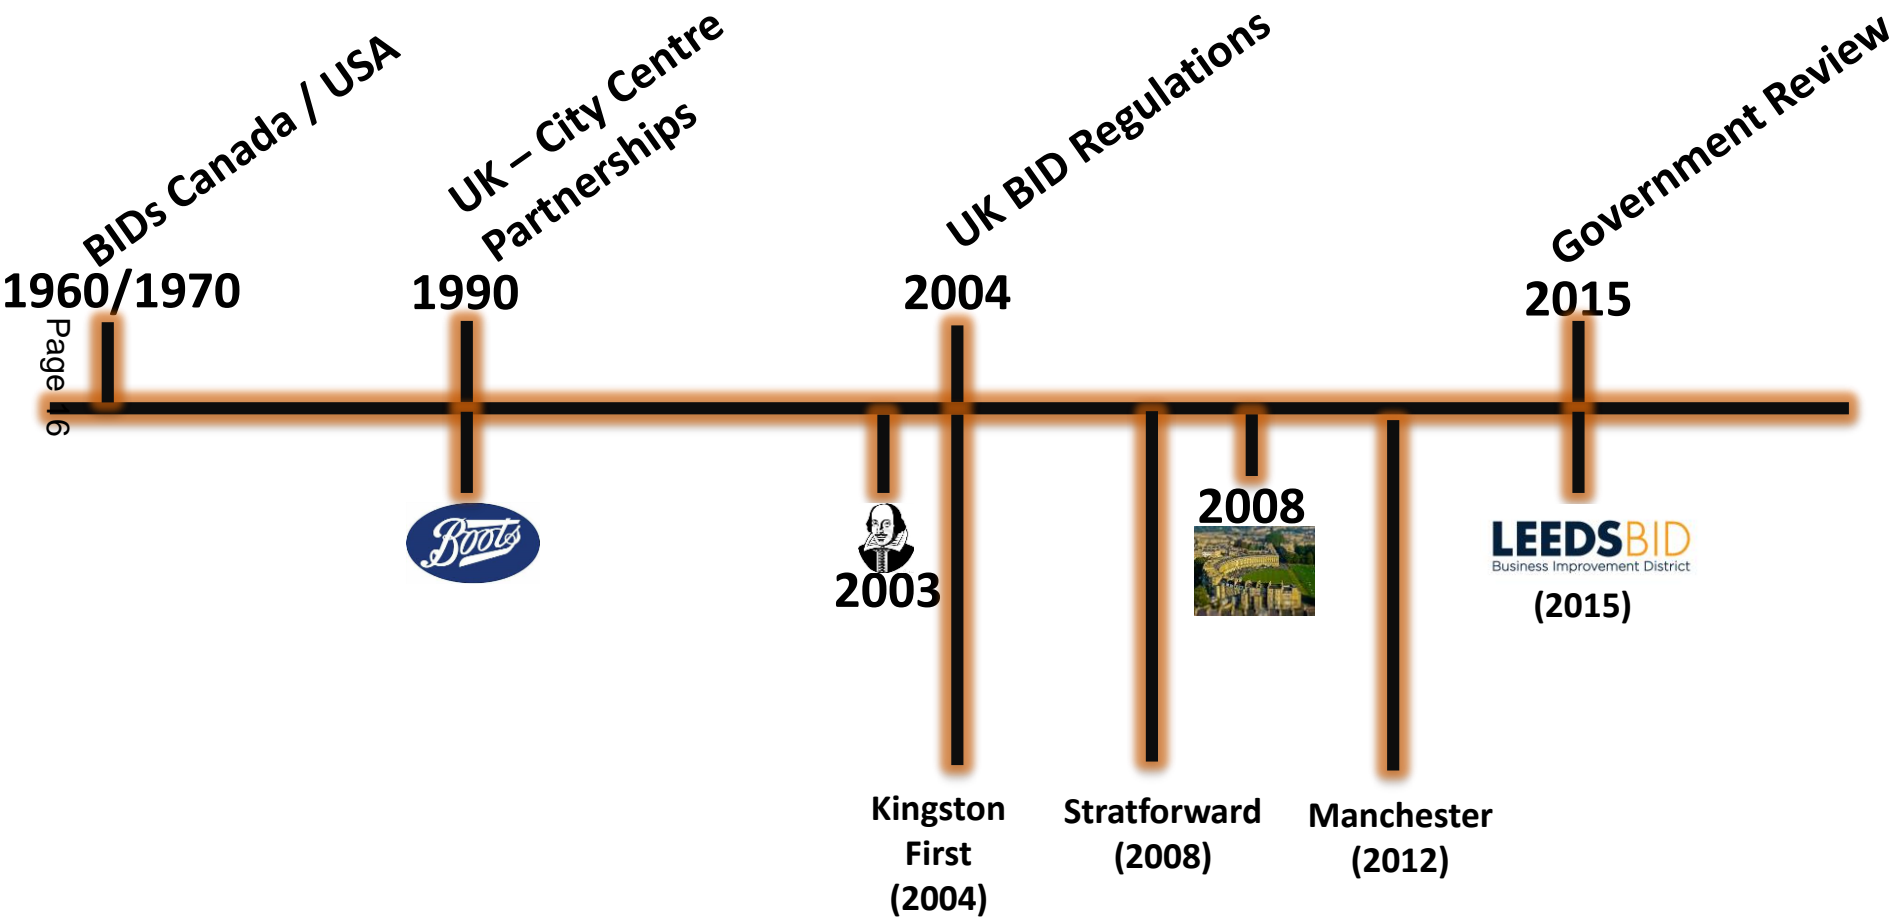 BIDs Canada / USA
UK – City Centre
Partnerships
UK BID Regulations
Government Review
1960/1970
1990
2004
2015
Page 16
Boots
2003
2008
LEEDSBID
Business Improvement District
(2015)
Kingston
First
(2004)
Stratforward
(2008)
Manchester
(2012)